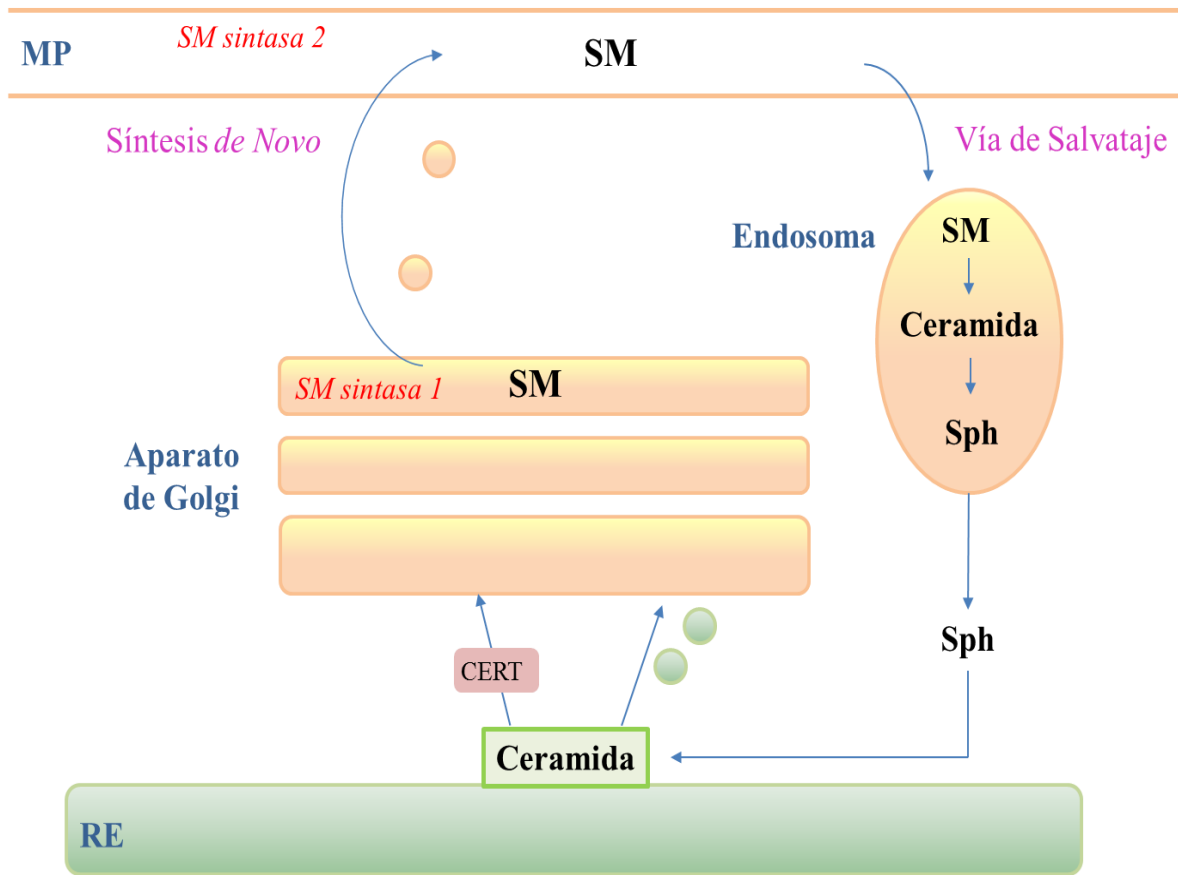 SM sintasa 2
MP
SM
Síntesis de Novo
Vía de Salvataje
Endosoma
SM
Ceramida
Sph
SM sintasa 1
SM
Aparato
de Golgi
CERT
Sph
Ceramida
RE